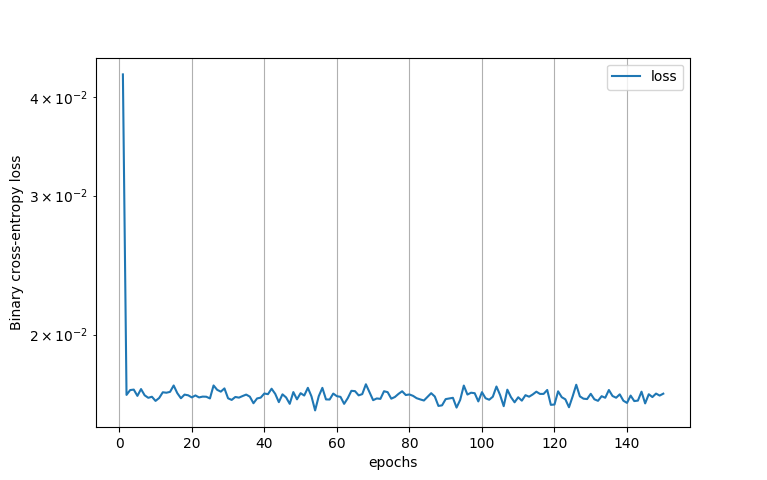 loss
4 × 10⁻²
3 × 10⁻²
2 × 10⁻²
Binary cross-entropy loss
0 20 40 60 80 100 120 140
epochs